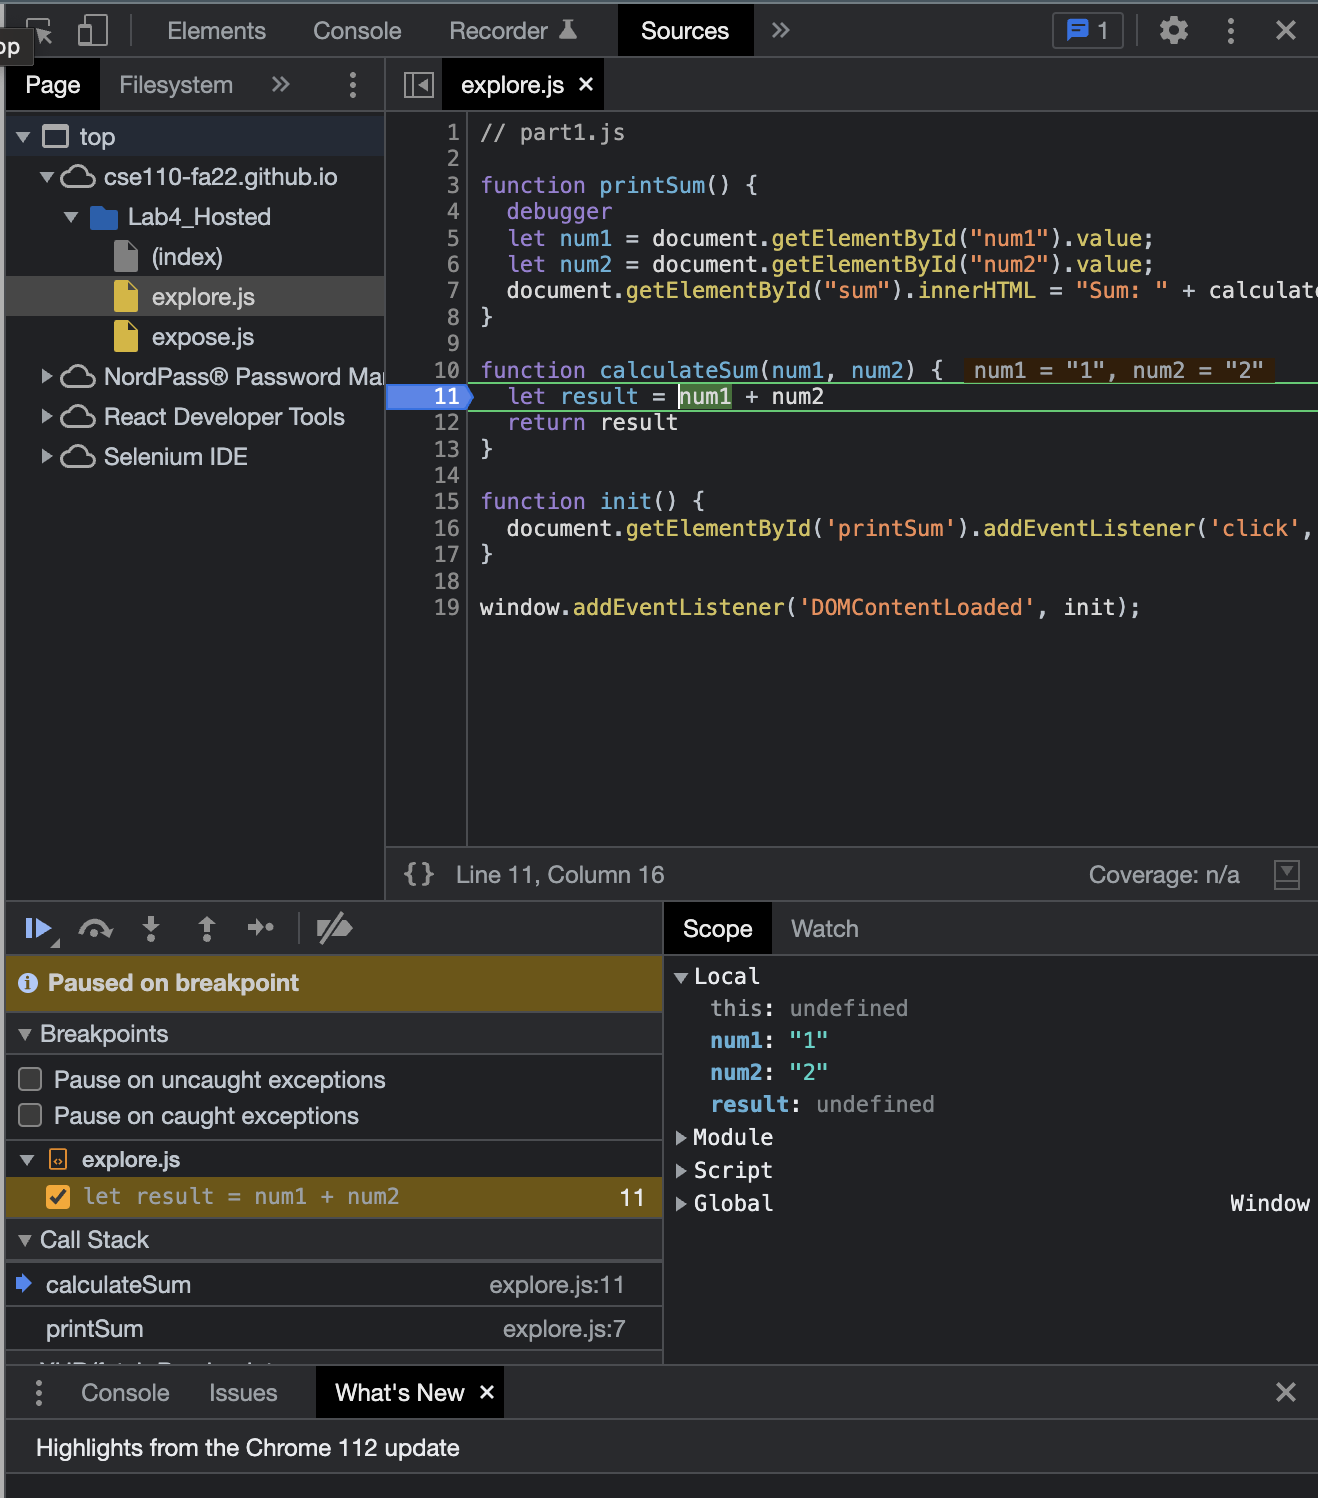 op
Elements Console Recorder Sources 1
Page Filesystem
explore.js
top
cse110-fa22.github.io
Lab4_Hosted
(index)
explore.js
expose.js
NordPass® Password Ma
React Developer Tools
Selenium IDE
1 // part1.js
2
3 function printSum() {
4   debugger
5   let num1 = document.getElementById("num1").value;
6   let num2 = document.getElementById("num2").value;
7   document.getElementById("sum").innerHTML = "Sum: " + calculate
8 }
9
10 function calculateSum(num1, num2) { num1 = "1", num2 = "2"
11   let result = num1 + num2
12   return result
13 }
14
15 function init() {
16   document.getElementById('printSum').addEventListener('click',
17 }
18
19 window.addEventListener('DOMContentLoaded', init);
{} Line 11, Column 16 Coverage: n/a
Paused on breakpoint
Breakpoints
Pause on uncaught exceptions
Pause on caught exceptions
explore.js
let result = num1 + num2 11
Call Stack
calculateSum explore.js:11
printSum explore.js:7
Scope Watch
Local
this: undefined
num1: "1"
num2: "2"
result: undefined
Module
Script
Global Window
Console Issues What's New
Highlights from the Chrome 112 update